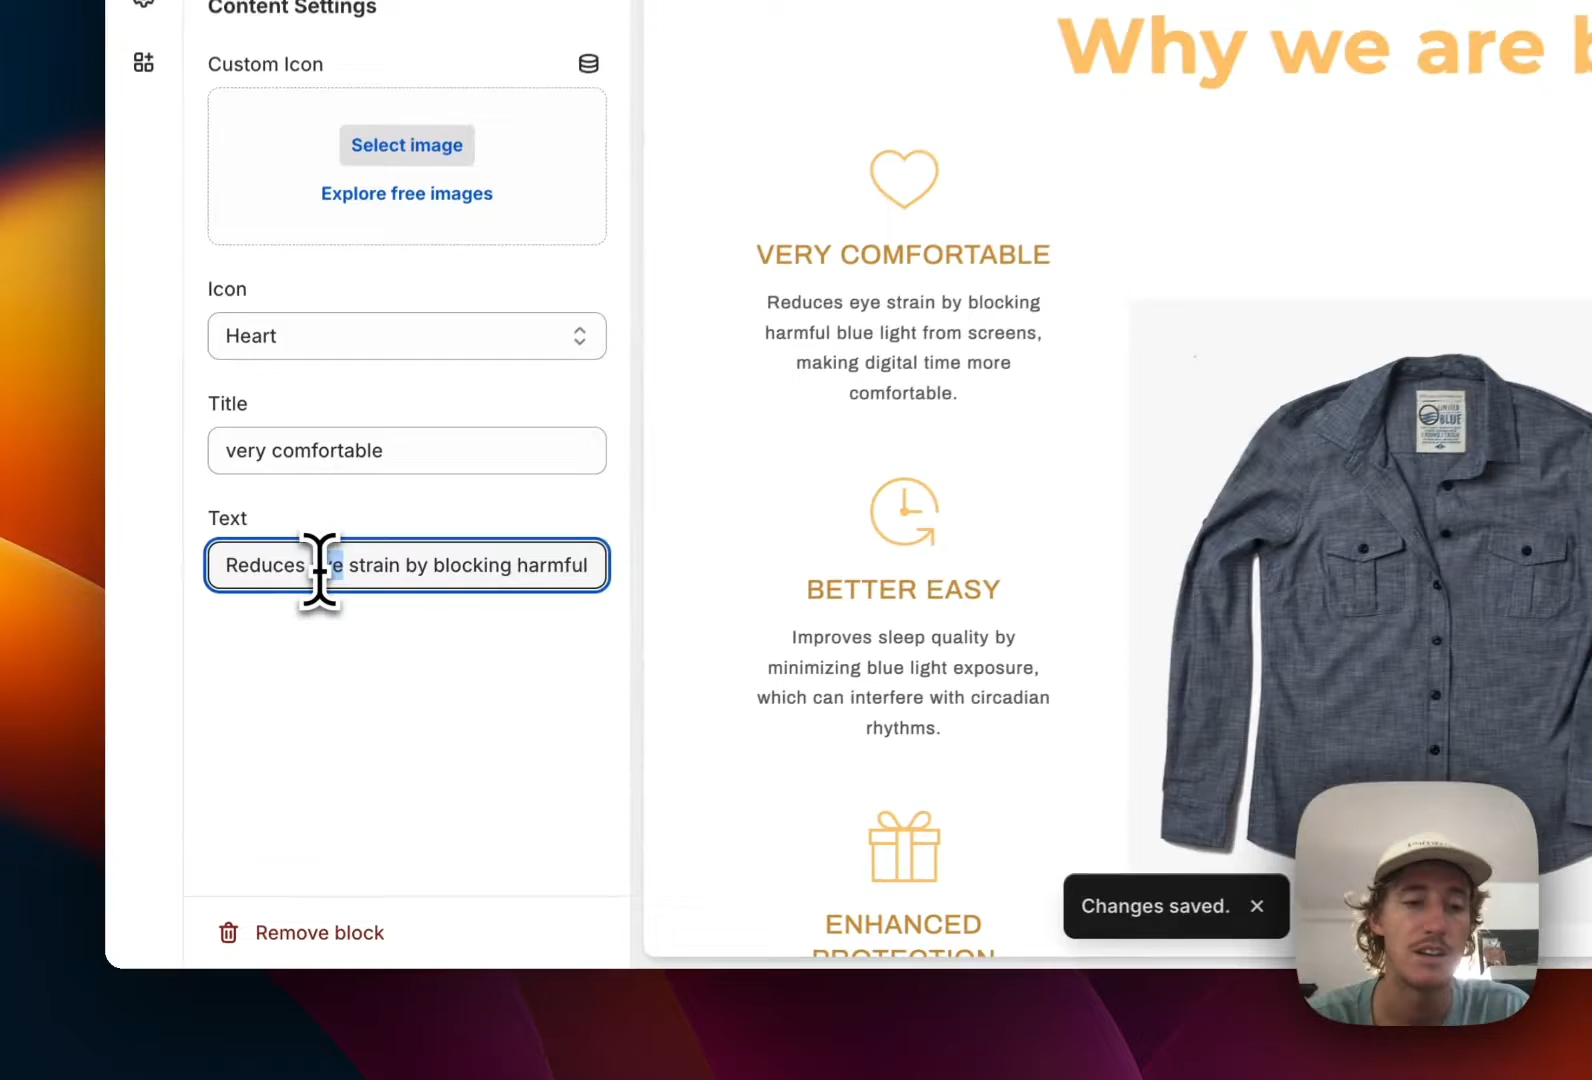 Content Settings
Custom Icon
Select image
Explore free images
Icon
Heart
Title
very comfortable
Text
Reduces eye strain by blocking harmful
Remove block
Why we are b
VERY COMFORTABLE
Reduces eye strain by blocking
harmful blue light from screens,
making digital time more
comfortable.
BETTER EASY
Improves sleep quality by
minimizing blue light exposure,
which can interfere with circadian
rhythms.
ENHANCED
PROTECTION
BLUE
Changes saved.